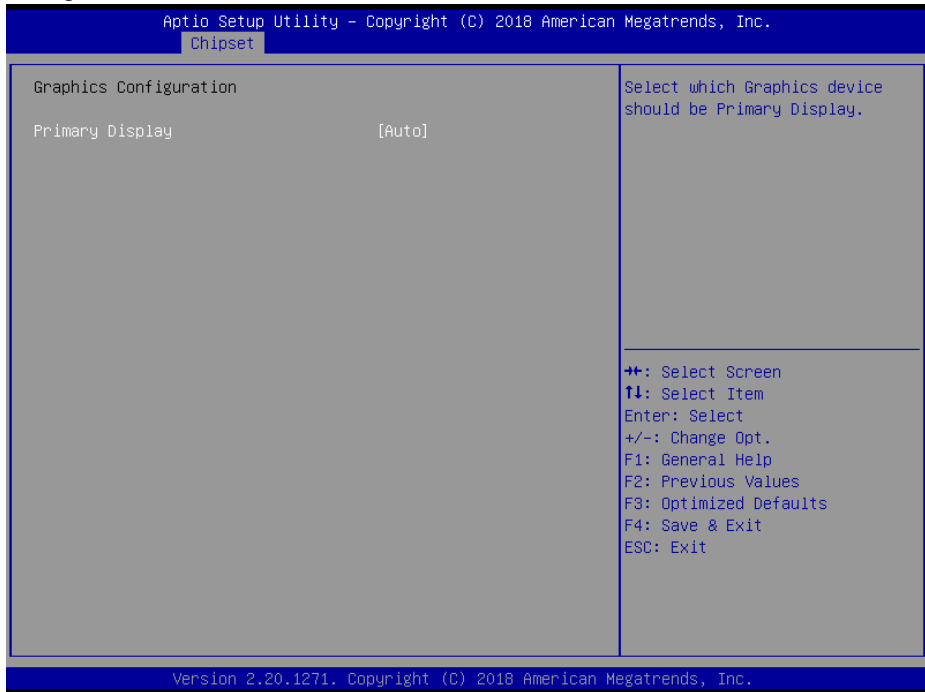 Aptio Setup Utility – Copyright (C) 2018 American Megatrends, Inc.
Chipset
Graphics Configuration
Primary Display [Auto]
Select which Graphics device
should be Primary Display.
→←: Select Screen
↑↓: Select Item
Enter: Select
+/-: Change Opt.
F1: General Help
F2: Previous Values
F3: Optimized Defaults
F4: Save & Exit
ESC: Exit
Version 2.20.1271. Copyright (C) 2018 American Megatrends, Inc.